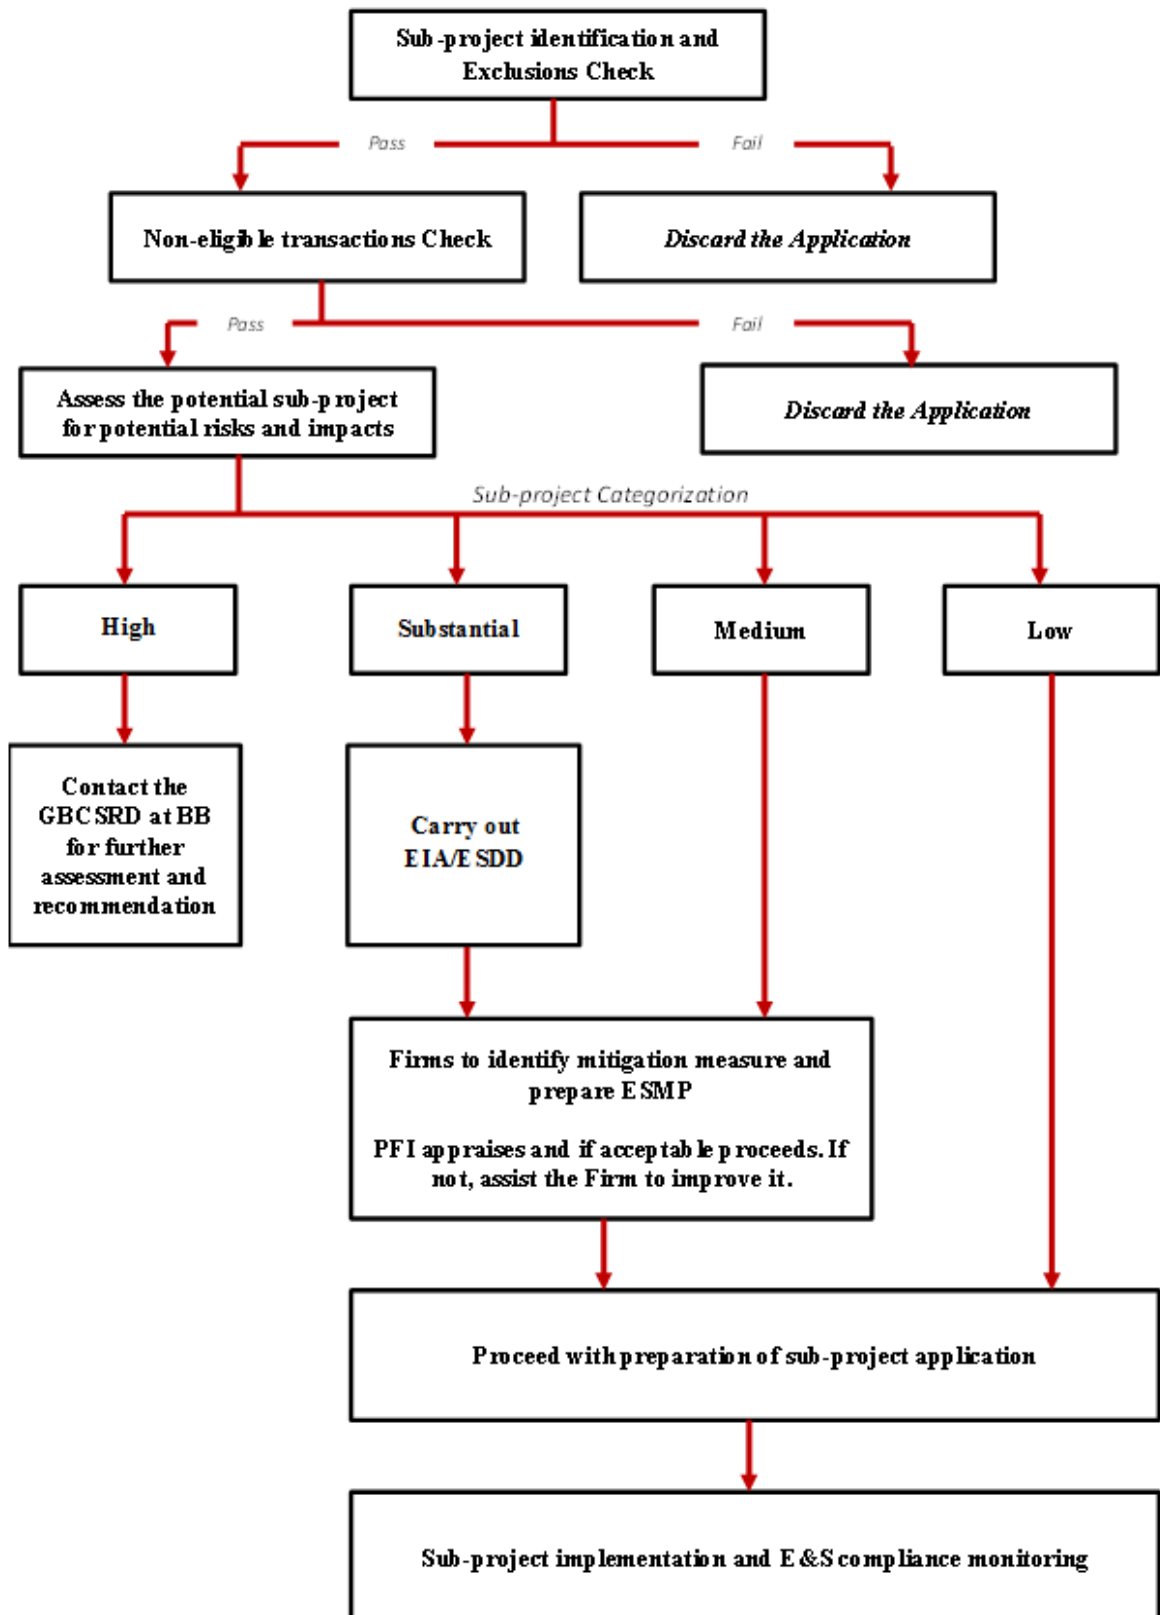 Sub-project identification and
Exclusions Check
Pass
Fail
Non-eligible transactions Check
Discard the Application
Pass
Fail
Assess the potential sub-project
for potential risks and impacts
Discard the Application
Sub-project Categorization
High
Substantial
Medium
Low
Contact the
GBCSRD at BB
for further
assessment and
recommendation
Carry out
EIA/ESDD
Firms to identify mitigation measure and
prepare ESMP
PFI appraises and if acceptable proceeds. If
not, assist the Firm to improve it.
Proceed with preparation of sub-project application
Sub-project implementation and E&S compliance monitoring